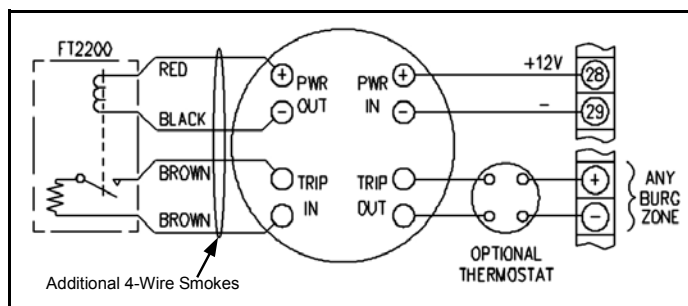 FT2200
RED
BLACK
BROWN
BROWN
Additional 4-Wire Smokes
+ PWR PWR +
- OUT IN -
TRIP TRIP
IN OUT
+12V 28
- 29
OPTIONAL
THERMOSTAT
+
-
ANY
BURG
ZONE